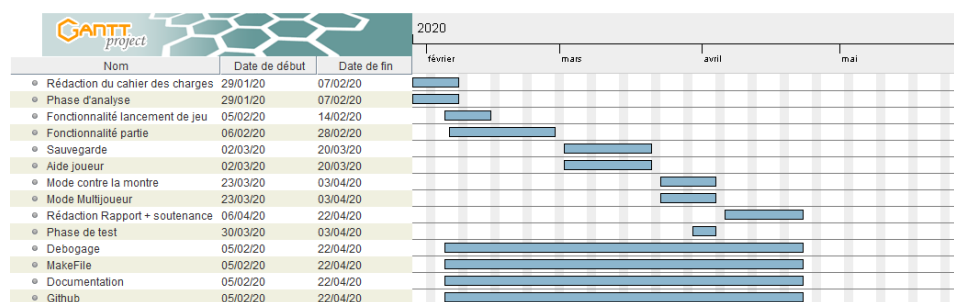 GANTT
project
2020
février mars avril mai
Nom Date de début Date de fin
Rédaction du cahier des charges 29/01/20 07/02/20
Phase d'analyse 29/01/20 07/02/20
Fonctionnalité lancement de jeu 05/02/20 14/02/20
Fonctionnalité partie 06/02/20 28/02/20
Sauvegarde 02/03/20 20/03/20
Aide joueur 02/03/20 20/03/20
Mode contre la montre 23/03/20 03/04/20
Mode Multijoueur 23/03/20 03/04/20
Rédaction Rapport + soutenance 06/04/20 22/04/20
Phase de test 30/03/20 03/04/20
Debogage 05/02/20 22/04/20
MakeFile 05/02/20 22/04/20
Documentation 05/02/20 22/04/20
Github 05/02/20 22/04/20